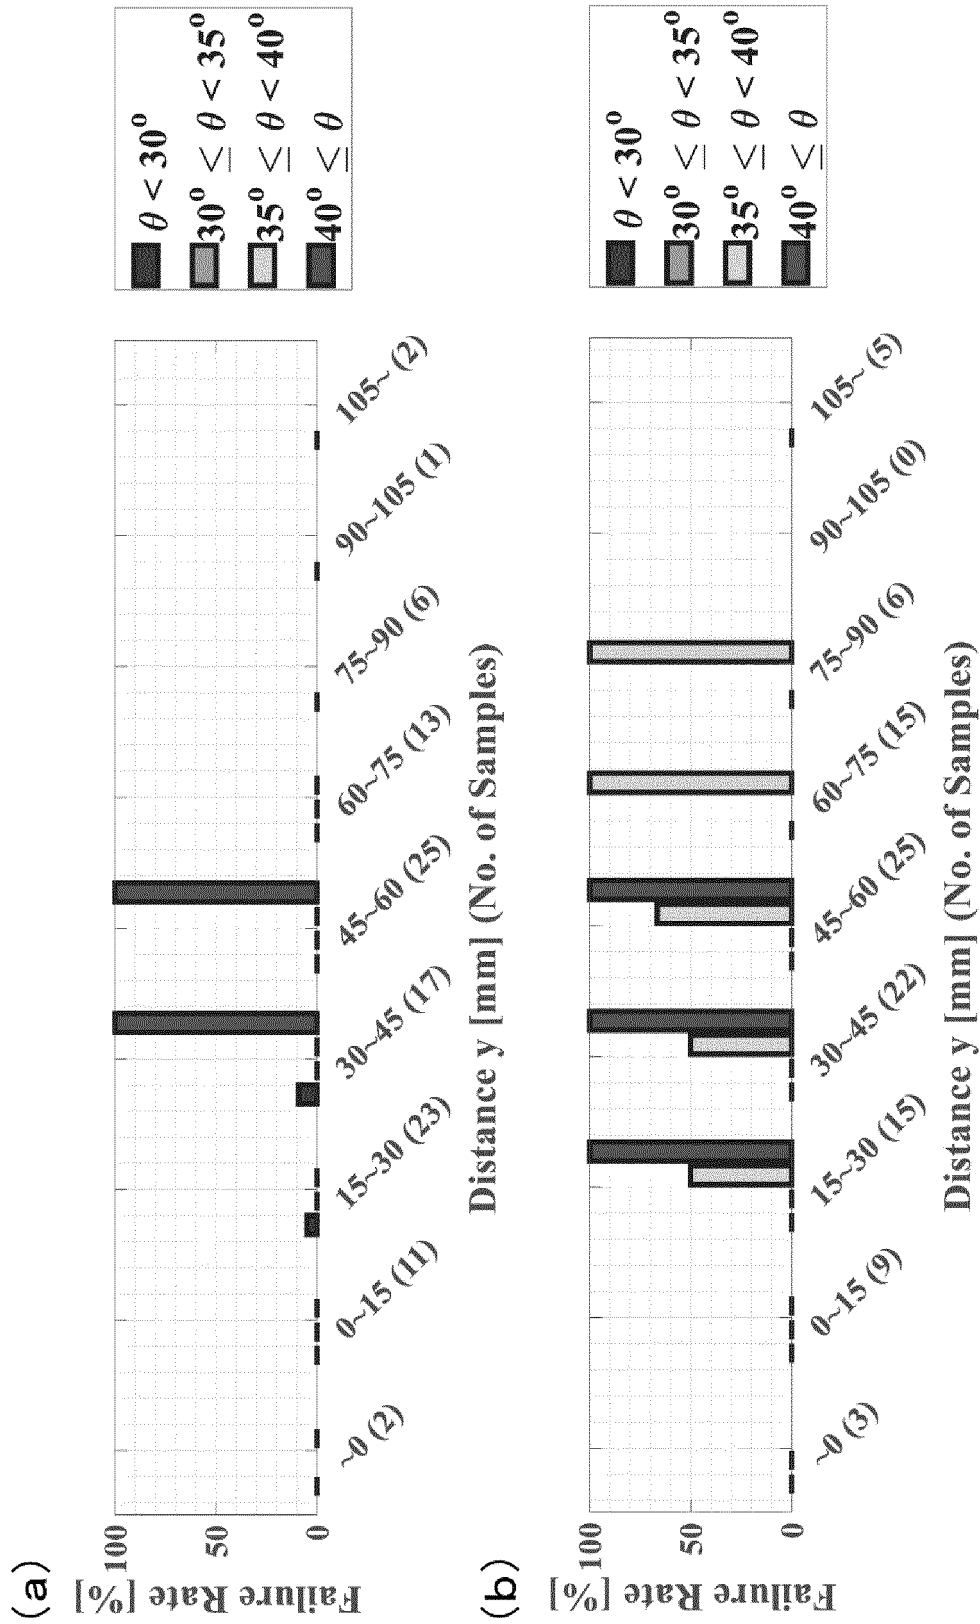 (a)
Failure Rate
[%]
100
50
0
~0 (2)
0~15 (11)
15~30 (23)
30~45 (17)
45~60 (25)
60~75 (13)
75~90 (6)
90~105 (1)
105~ (2)
Distance y [mm] (No. of Samples)
θ < 30°
30° ≤ θ < 35°
35° ≤ θ < 40°
40° ≤ θ
(b)
Failure Rate
[%]
100
50
0
~0 (3)
0~15 (9)
15~30 (15)
30~45 (22)
45~60 (25)
60~75 (15)
75~90 (6)
90~105 (0)
105~ (5)
Distance y [mm] (No. of Samples)
θ < 30°
30° ≤ θ < 35°
35° ≤ θ < 40°
40° ≤ θ